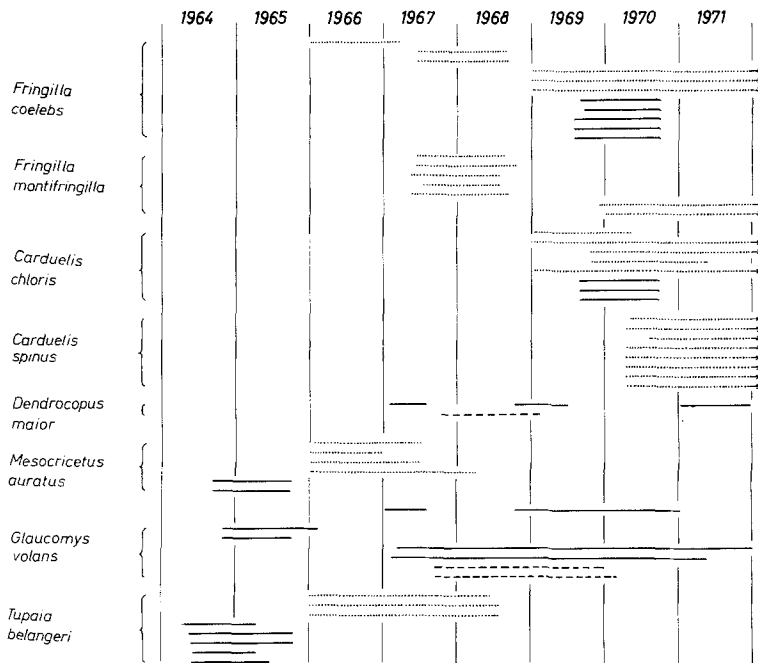 1964 1965 1966 1967 1968 1969 1970 1971
Fringilla
coelebs
Fringilla
montifringilla
Carduelis
chloris
Carduelis
spinus
Dendrocopus
maior
Mesocricetus
auratus
Glaucomys
volans
Tupaia
belangeri